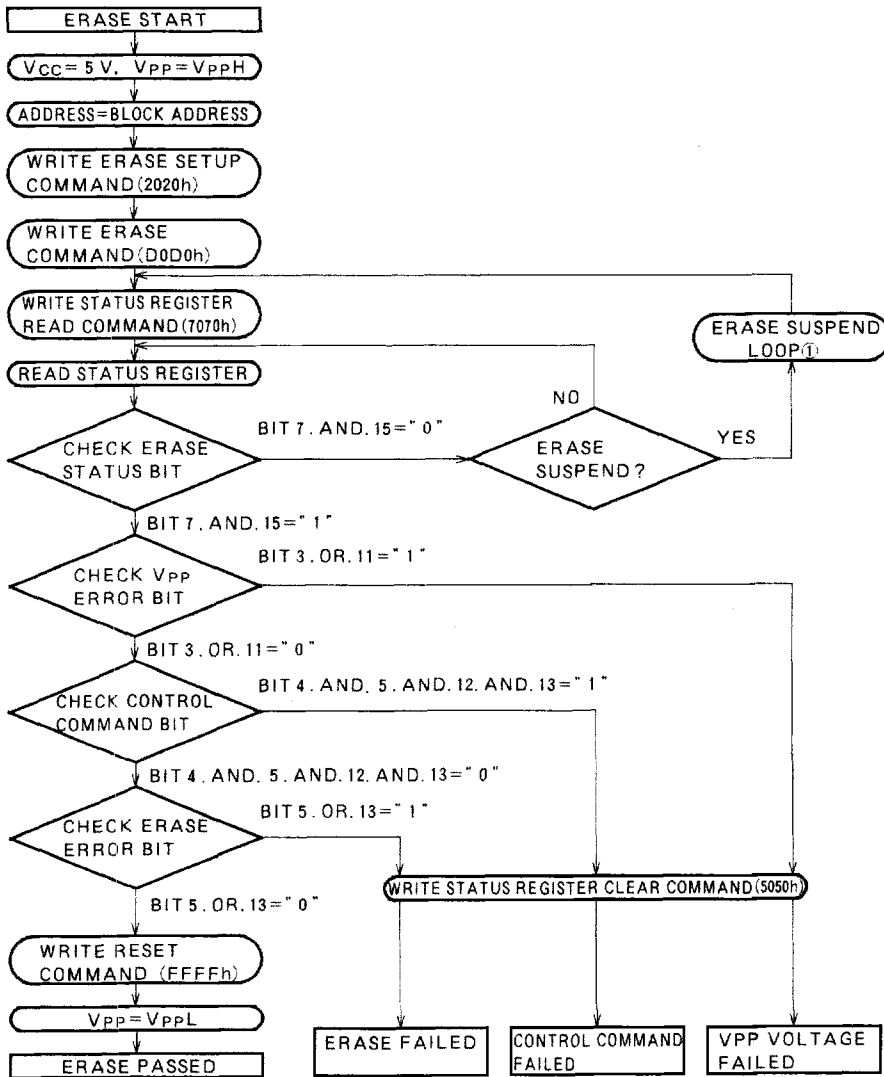 ERASE START
VCC=5V, VPP=VPPH
ADDRESS=BLOCK ADDRESS
WRITE ERASE SETUP
COMMAND(2020h)
WRITE ERASE
COMMAND(D0D0h)
WRITE STATUS REGISTER
READ COMMAND(7070h)
READ STATUS REGISTER
ERASE SUSPEND
LOOP①
CHECK ERASE
STATUS BIT
BIT 7. AND. 15="0"
ERASE
SUSPEND?
NO
YES
BIT 7. AND. 15="1"
CHECK VPP
ERROR BIT
BIT 3. OR. 11="1"
BIT 3. OR. 11="0"
CHECK CONTROL
COMMAND BIT
BIT 4. AND. 5. AND. 12. AND. 13="1"
BIT 4. AND. 5. AND. 12. AND. 13="0"
CHECK ERASE
ERROR BIT
BIT 5. OR. 13="1"
WRITE STATUS REGISTER CLEAR COMMAND(5050h)
BIT 5. OR. 13="0"
WRITE RESET
COMMAND (FFFFh)
VPP=VPPL
ERASE PASSED
ERASE FAILED
CONTROL COMMAND
FAILED
VPP VOLTAGE
FAILED